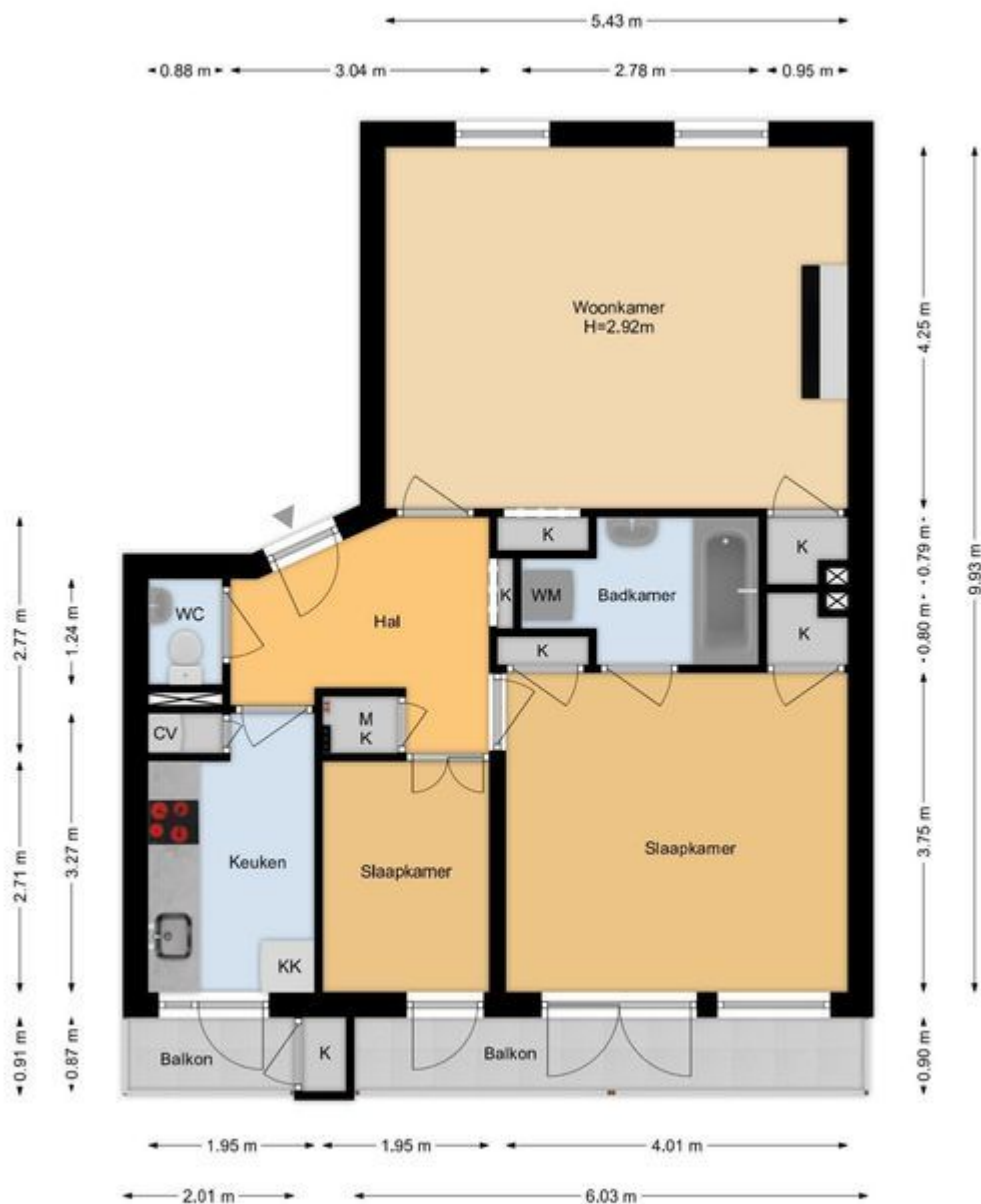 5.43 m
0.88 m
3.04 m
2.78 m
0.95 m
Woonkamer
H=2.92m
4.25 m
9.93 m
K
K
0.79 m
K
WM
Badkamer
WC
Hal
2.77 m
1.24 m
K
K
0.80 m
CV
M
K
Keuken
Slaapkamer
Slaapkamer
2.71 m
3.27 m
3.75 m
KK
Balkon
K
Balkon
0.91 m
0.87 m
0.90 m
1.95 m
1.95 m
4.01 m
2.01 m
6.03 m